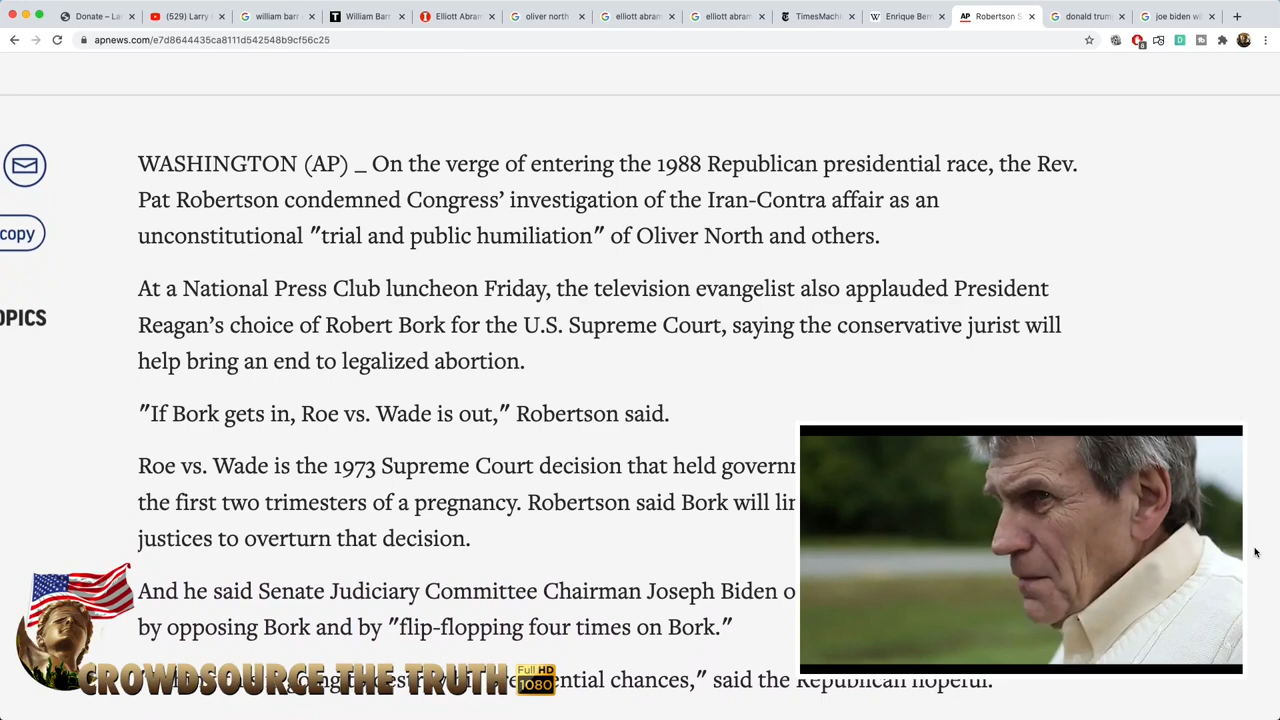 Donate – La
(529) Larry
william barr
William Barr
Elliott Abram
oliver north
elliott abram
elliott abram
TimesMachin
Enrique Berm
Robertson S
donald trump
joe biden wi
apnews.com/e7d8644435ca8111d542548b9cf56c25
WASHINGTON (AP) _ On the verge of entering the 1988 Republican presidential race, the Rev.
Pat Robertson condemned Congress’ investigation of the Iran-Contra affair as an
copy
unconstitutional "trial and public humiliation" of Oliver North and others.
At a National Press Club luncheon Friday, the television evangelist also applauded President
OPICS
Reagan’s choice of Robert Bork for the U.S. Supreme Court, saying the conservative jurist will
help bring an end to legalized abortion.
"If Bork gets in, Roe vs. Wade is out," Robertson said.
Roe vs. Wade is the 1973 Supreme Court decision that held govern
the first two trimesters of a pregnancy. Robertson said Bork will
justices to overturn that decision.
And he said Senate Judiciary Committee Chairman Joseph Biden
by opposing Bork and by "flip-flopping four times on Bork."
chances," said the Republican hopeful.
CROWDSOURCE THE TRUTH
Full HD
1080